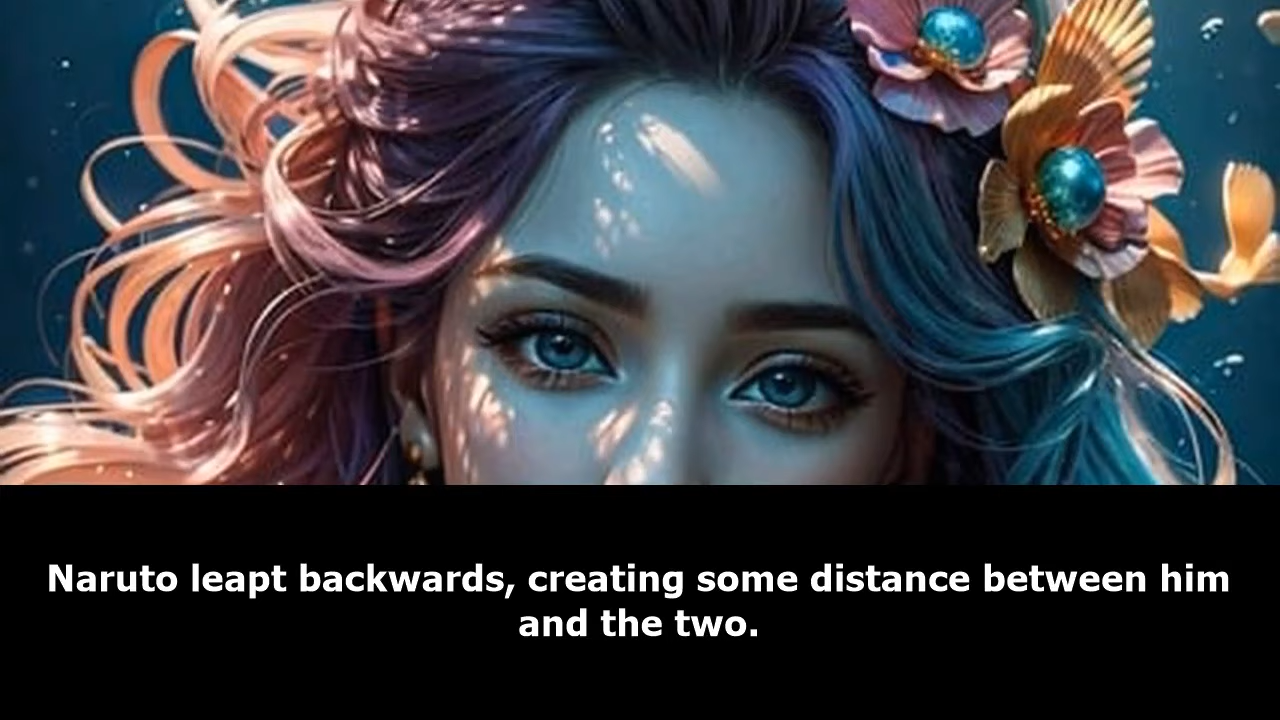 Naruto leapt backwards, creating some distance between him
and the two.